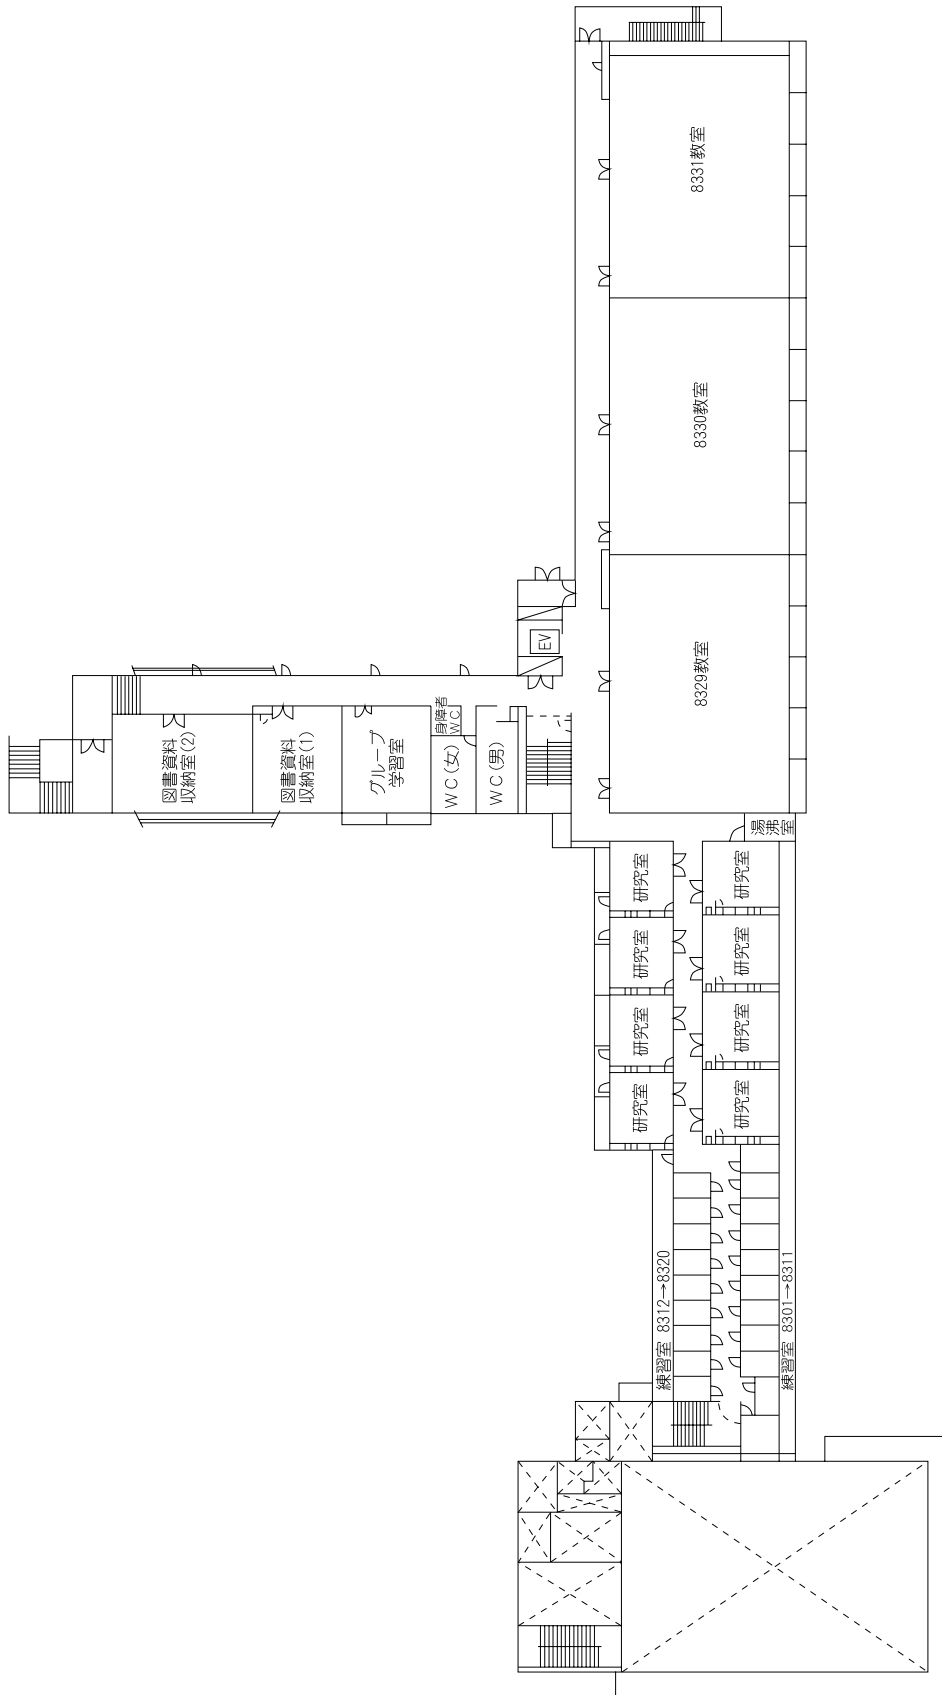 8331教室
8330教室
8329教室
EV
図書資料
収納室(2)
図書資料
収納室(1)
グループ
学習室
身障者
WC
WC(女)
WC(男)
湯沸
室
研究室
研究室
研究室
研究室
研究室
研究室
研究室
研究室
練習室 8312→8320
練習室 8301→8311